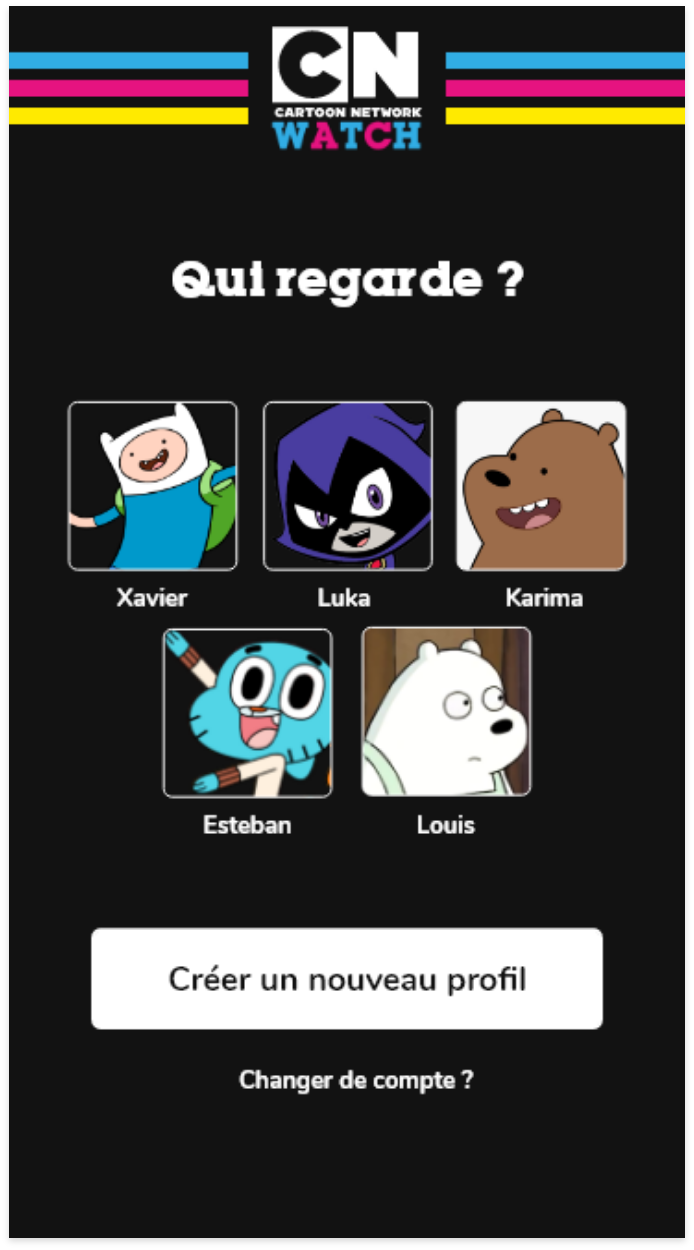 CN
CARTOON NETWORK
WATCH
Qui regarde ?
Xavier
Luka
Karima
Esteban
Louis
Créer un nouveau profil
Changer de compte ?